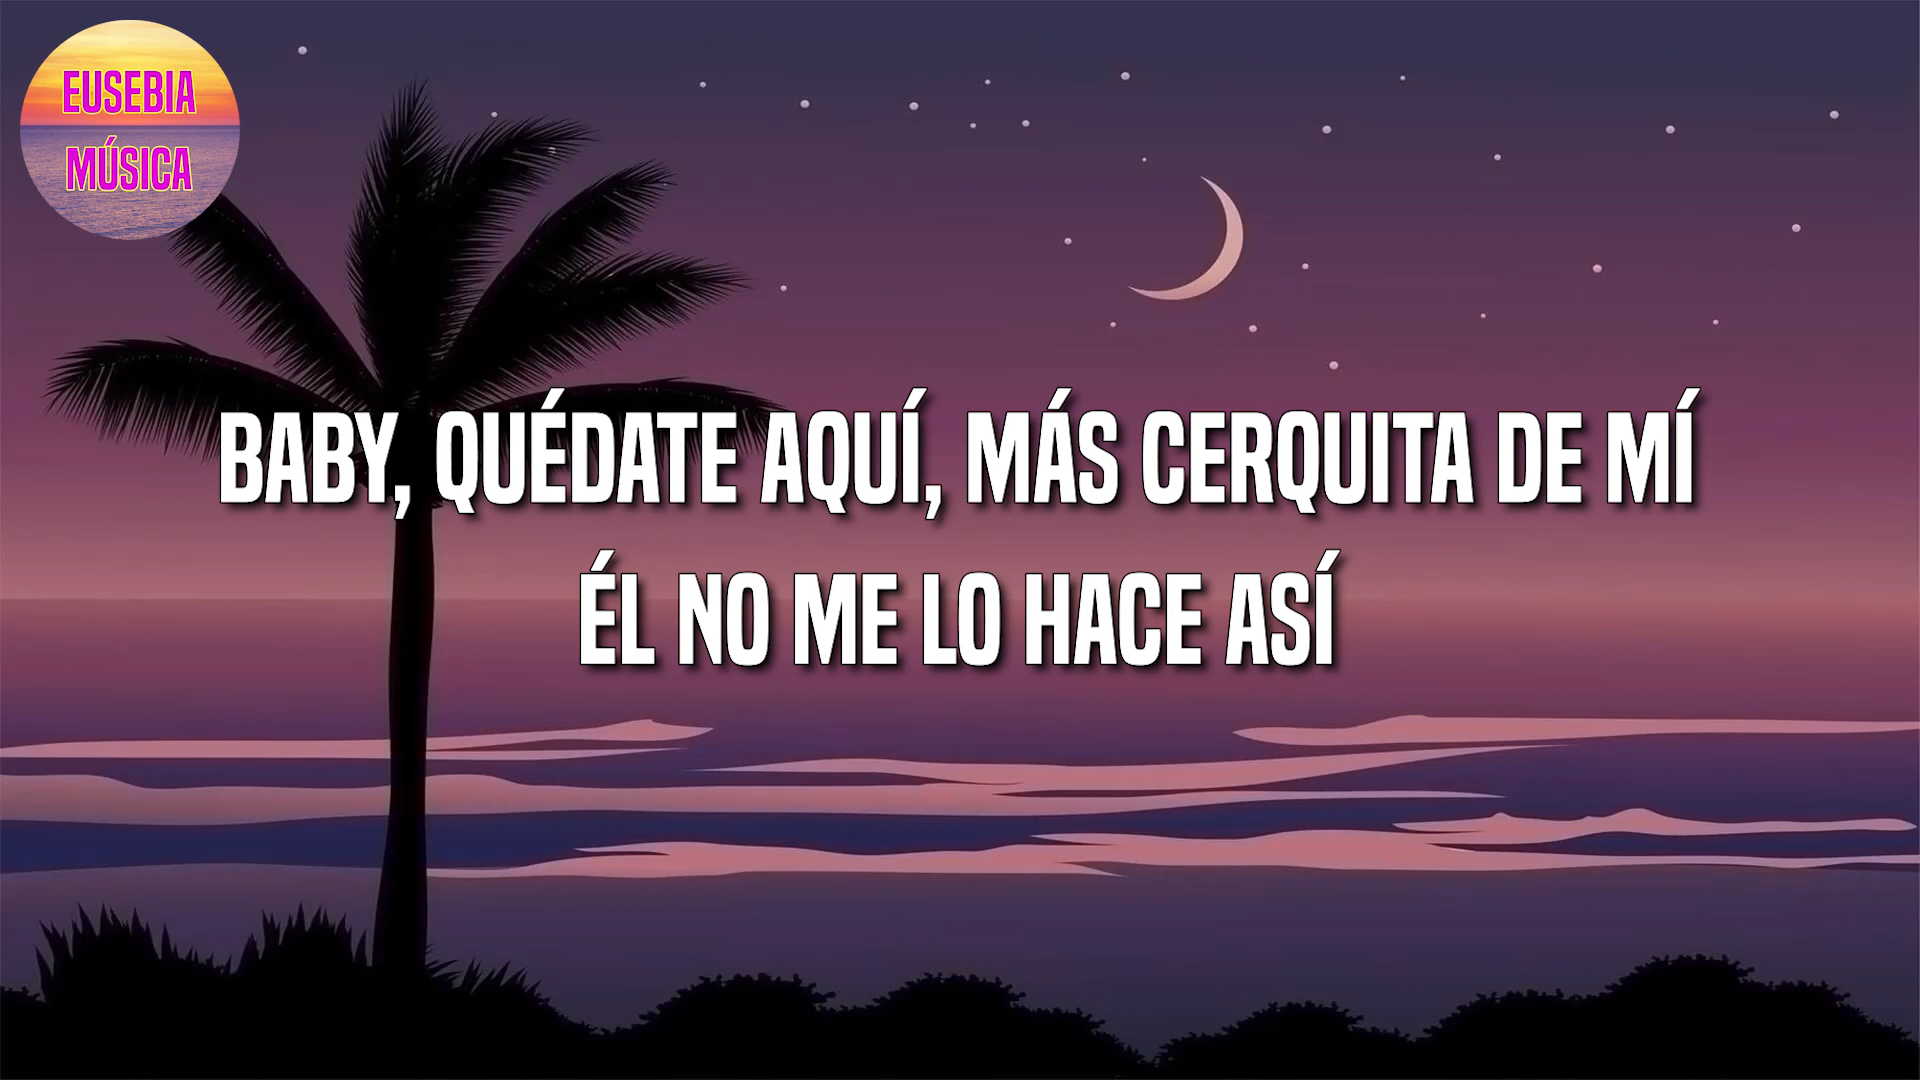 EUSEBIA
MÚSICA
BABY, QUÉDATE AQUÍ, MÁS CERQUITA DE MÍ
ÉL NO ME LO HACE ASÍ